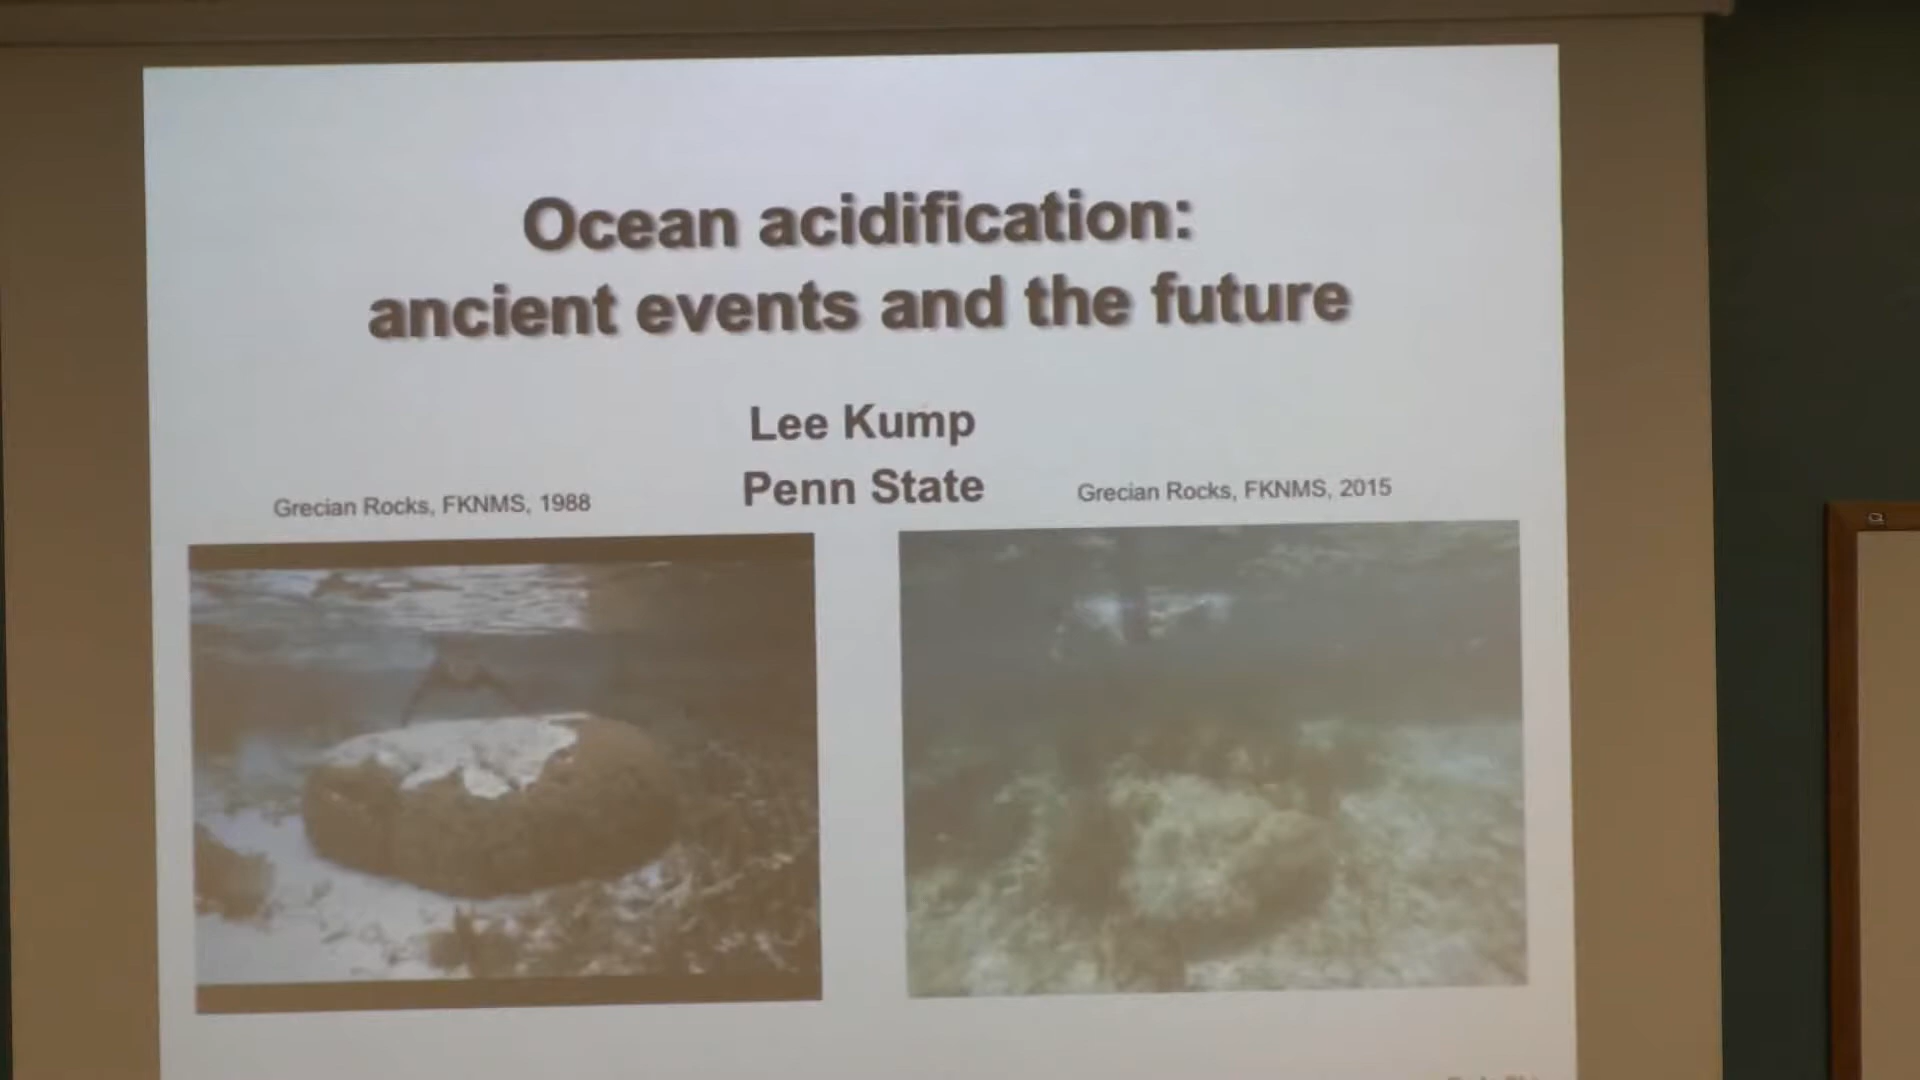 Ocean acidification:
ancient events and the future
Lee Kump
Penn State
Grecian Rocks, FKNMS, 1988
Grecian Rocks, FKNMS, 2015